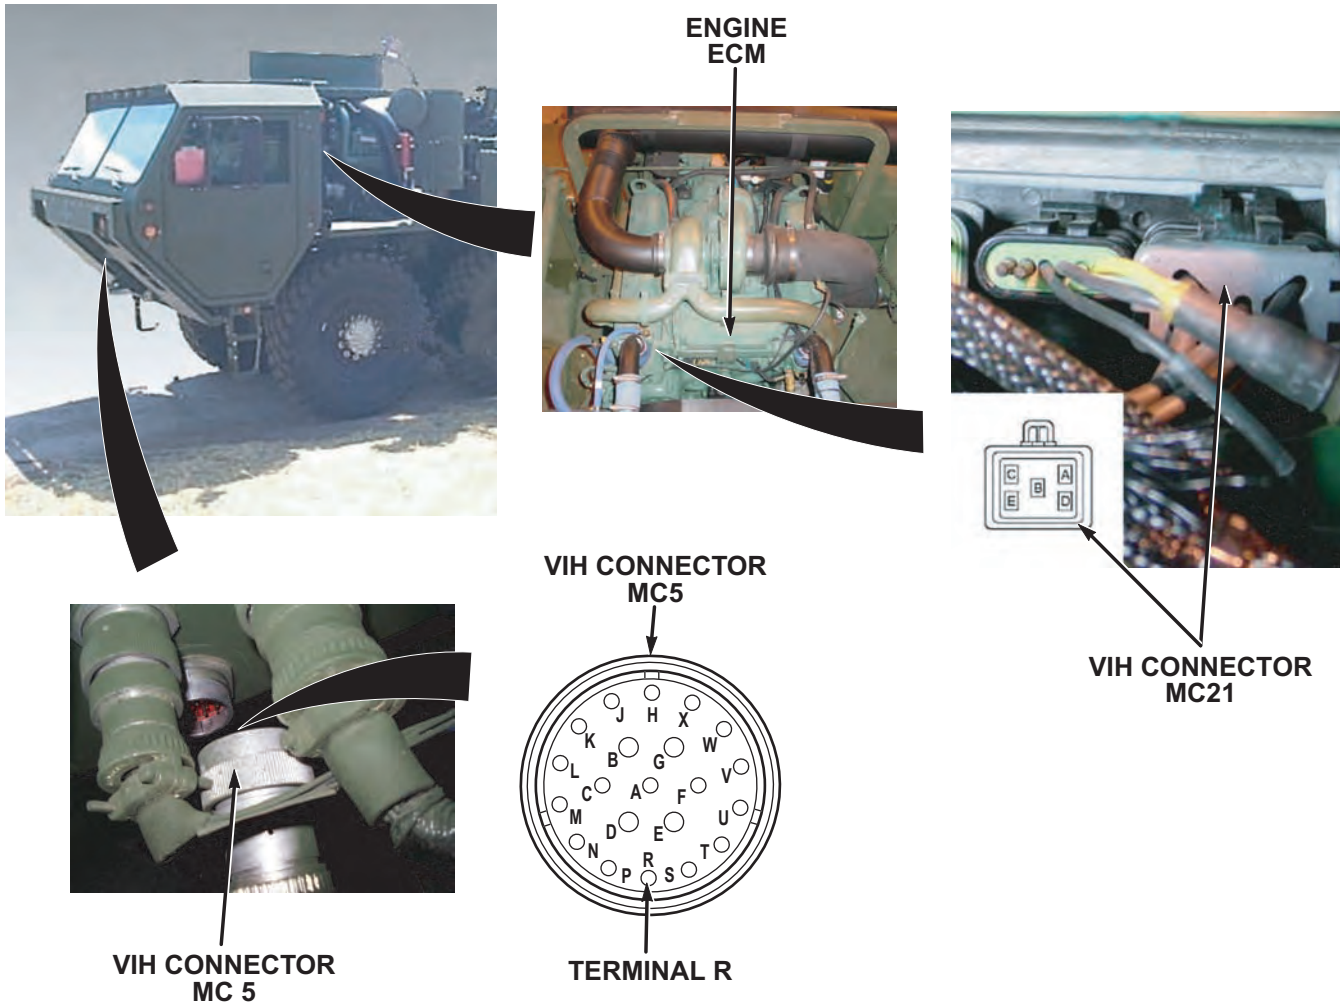 ENGINE
ECM
C
A
B
E
D
VIH CONNECTOR
MC21
VIH CONNECTOR
MC5
J
H
X
K
W
B
G
L
V
C
A
F
M
U
D
E
N
T
R
P
S
TERMINAL R
VIH CONNECTOR
MC 5